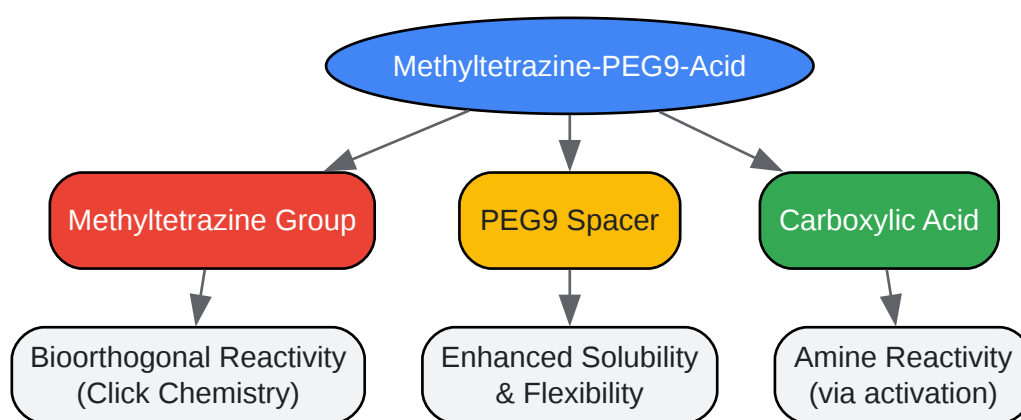 Methyltetrazine-PEG9-Acid
Methyltetrazine Group
PEG9 Spacer
Carboxylic Acid
Bioorthogonal Reactivity
(Click Chemistry)
Enhanced Solubility
& Flexibility
Amine Reactivity
(via activation)